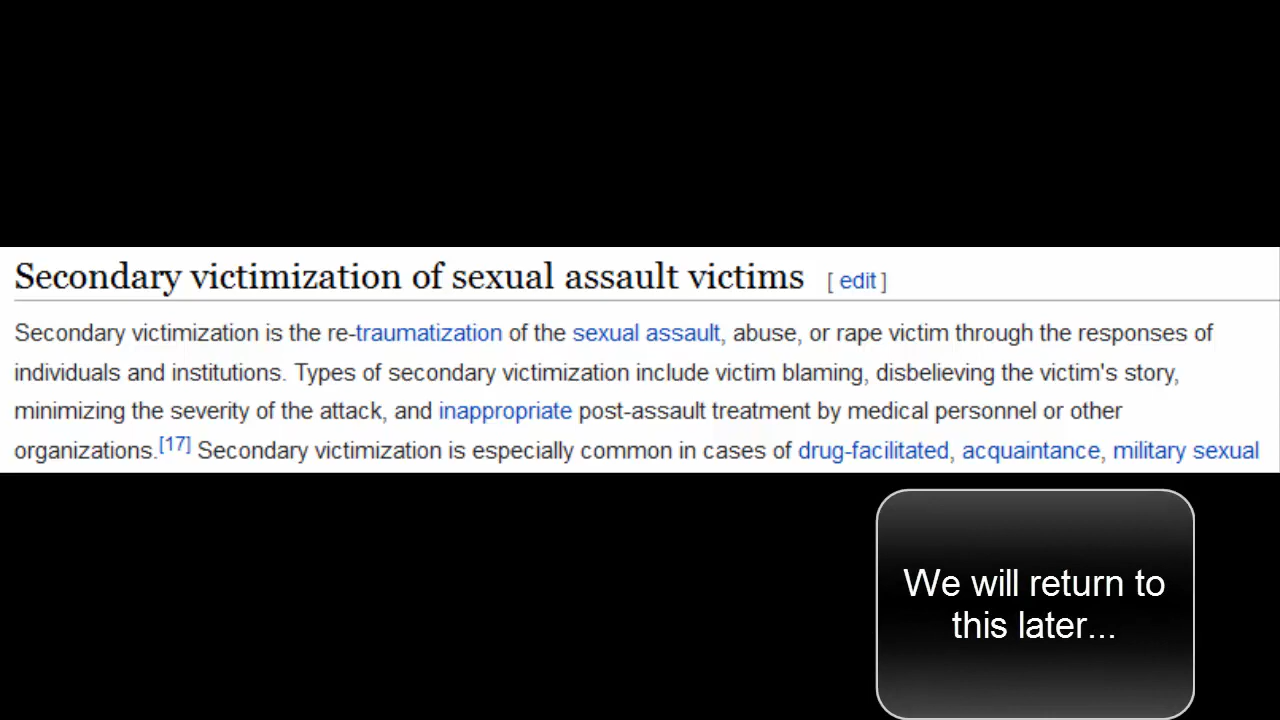 Secondary victimization of sexual assault victims [ edit ]
Secondary victimization is the re-traumatization of the sexual assault, abuse, or rape victim through the responses of
individuals and institutions. Types of secondary victimization include victim blaming, disbelieving the victim's story,
minimizing the severity of the attack, and inappropriate post-assault treatment by medical personnel or other
organizations.[17] Secondary victimization is especially common in cases of drug-facilitated, acquaintance, military sexual
We will return to
this later...